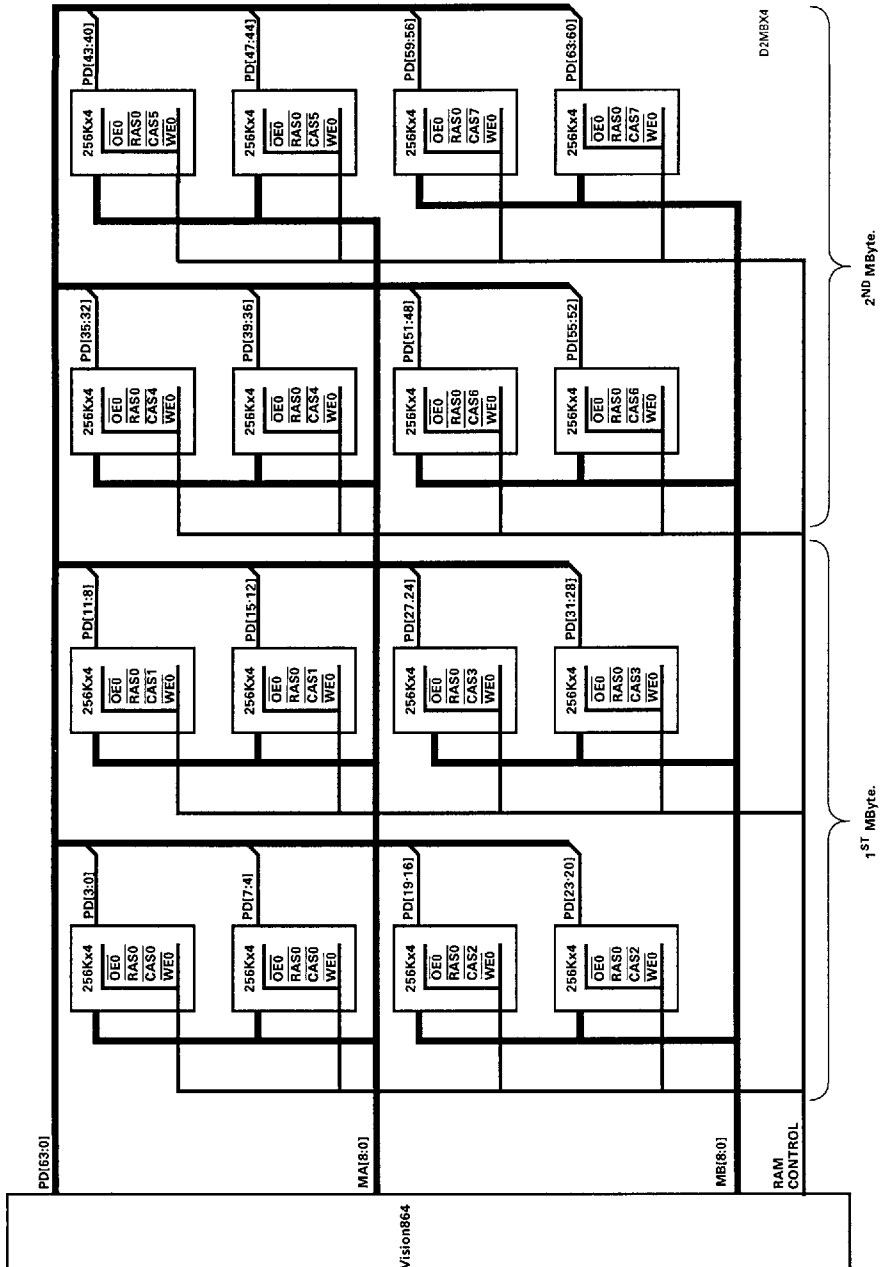 PD[63:0]
256Kx4
OE0
RAS0
CAS0
WE0
PD[3:0]
256Kx4
OE0
RAS0
CAS1
WE0
PD[11:8]
256Kx4
OE0
RAS0
CAS4
WE0
PD[35:32]
256Kx4
OE0
RAS0
CAS5
WE0
PD[43:40]
256Kx4
OE0
RAS0
CAS0
WE0
PD[7:4]
256Kx4
OE0
RAS0
CAS1
WE0
PD[15:12]
256Kx4
OE0
RAS0
CAS4
WE0
PD[39:36]
256Kx4
OE0
RAS0
CAS5
WE0
PD[47:44]
MA[8:0]
Vision864
256Kx4
OE0
RAS0
CAS2
WE0
PD[19:16]
256Kx4
OE0
RAS0
CAS3
WE0
PD[27:24]
256Kx4
OE0
RAS0
CAS6
WE0
PD[51:48]
256Kx4
OE0
RAS0
CAS7
WE0
PD[59:56]
256Kx4
OE0
RAS0
CAS2
WE0
PD[23:20]
256Kx4
OE0
RAS0
CAS3
WE0
PD[31:28]
256Kx4
OE0
RAS0
CAS6
WE0
PD[55:52]
256Kx4
OE0
RAS0
CAS7
WE0
PD[63:60]
MB[8:0]
RAM
CONTROL
D2MBX4
1ST MByte.
2ND MByte.